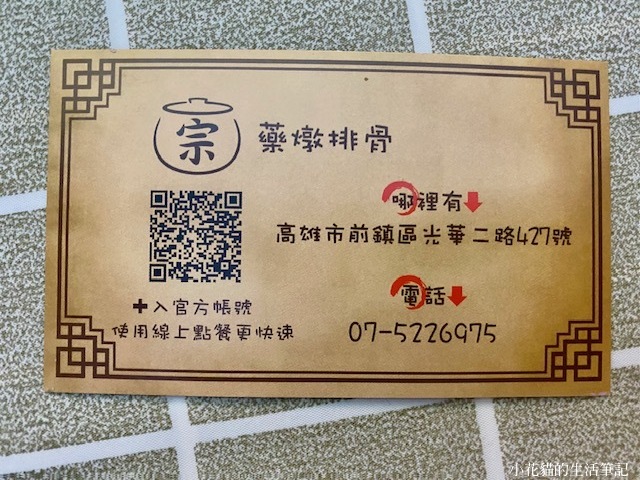 宗
藥燉排骨
哪裡有
高雄市前鎮區光華二路427號
電話
07-5226975
✚入官方帳號
使用線上點餐更快速
小花貓的生活筆記